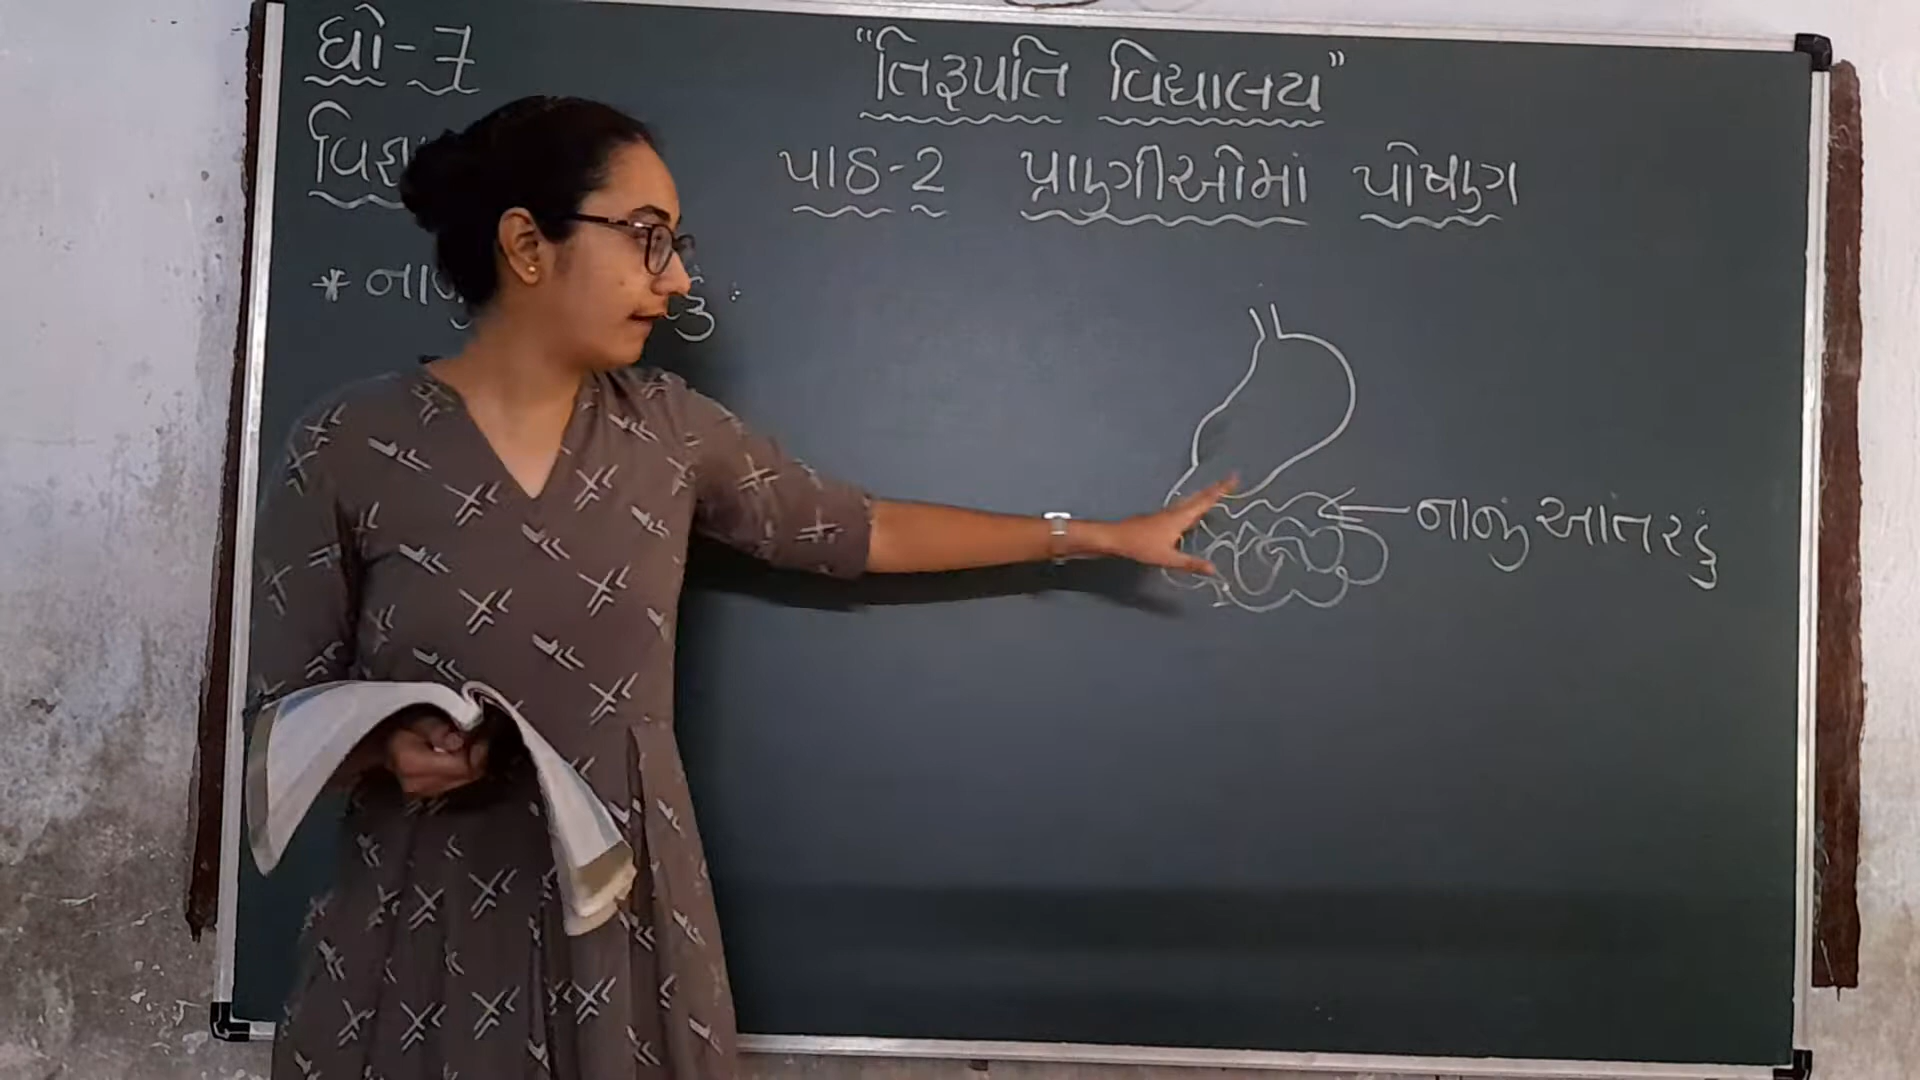 ધો-7
"તિરૂપતિ વિદ્યાલય"
પાઠ-2 પ્રાણીઓમાં પોષણ
નાનું આંતરડું